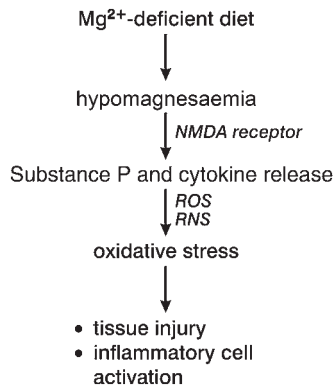 Mg²⁺-deficient diet
hypomagnesaemia
NMDA receptor
Substance P and cytokine release
ROS
RNS
oxidative stress
• tissue injury
• inflammatory cell
activation